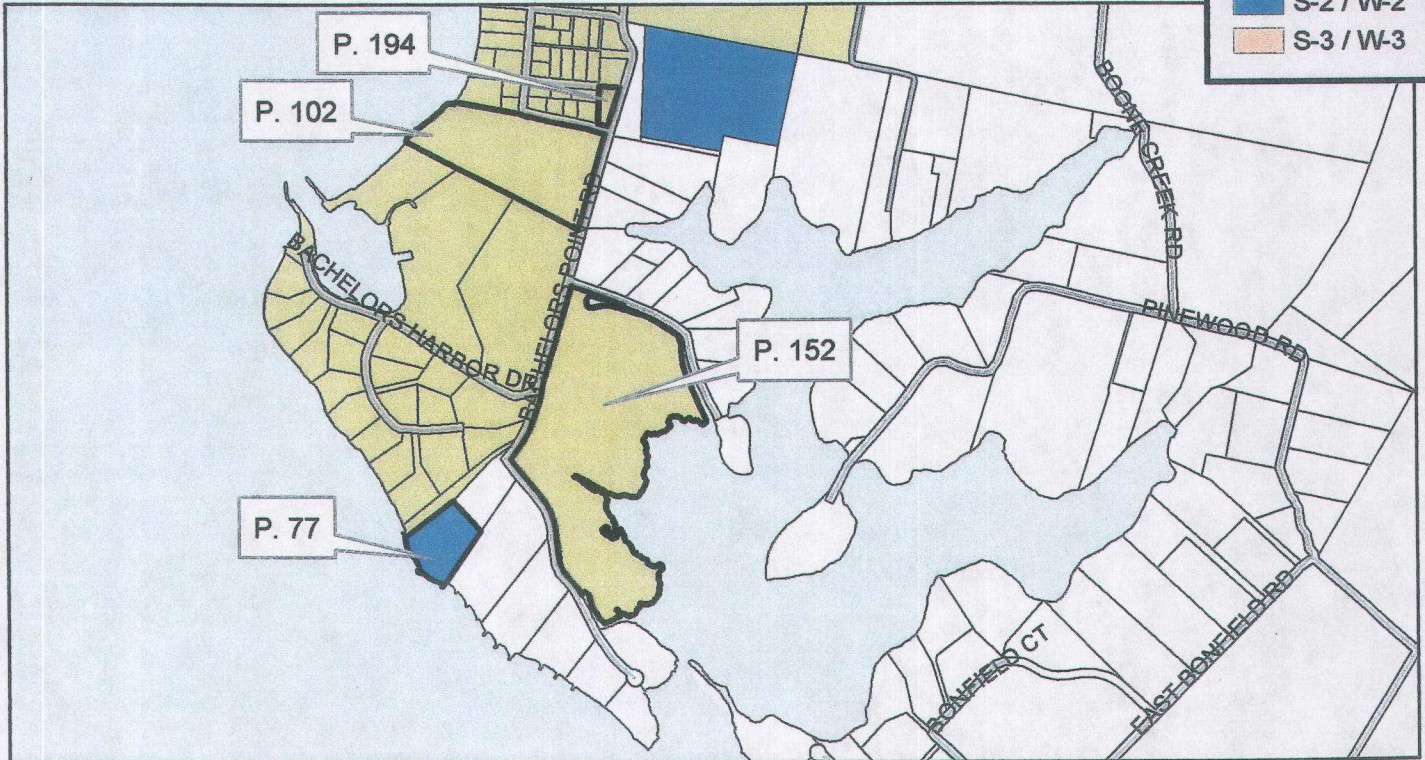 S-2 / W-2
S-3 / W-3
P. 194
P. 102
BOONE CREEK RD
BACHELORS POINT RD
BACHELORS HARBOR DR
PINEWOOD RD
P. 152
P. 77
BONFIELD CT
EAST BONFIELD RD